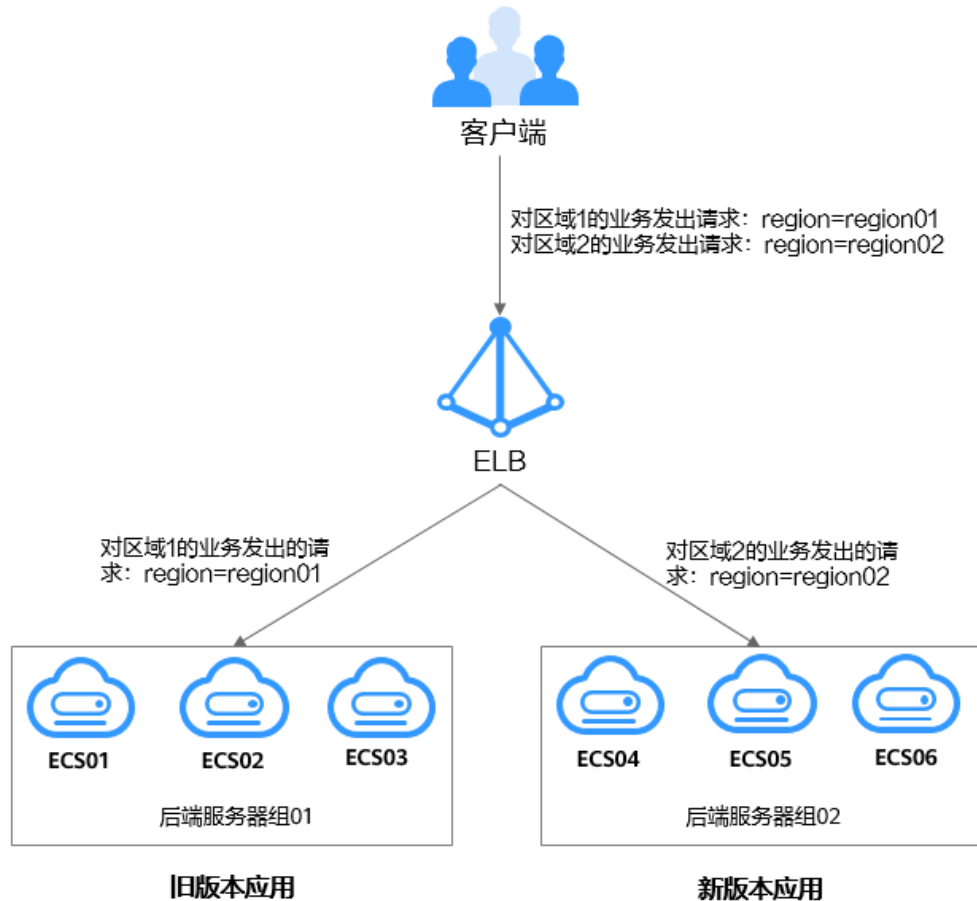 客户端
对区域1的业务发出请求：region=region01
对区域2的业务发出请求：region=region02
ELB
对区域1的业务发出的请
求：region=region01
对区域2的业务发出的请
求：region=region02
ECS01
ECS02
ECS03
后端服务器组01
旧版本应用
ECS04
ECS05
ECS06
后端服务器组02
新版本应用